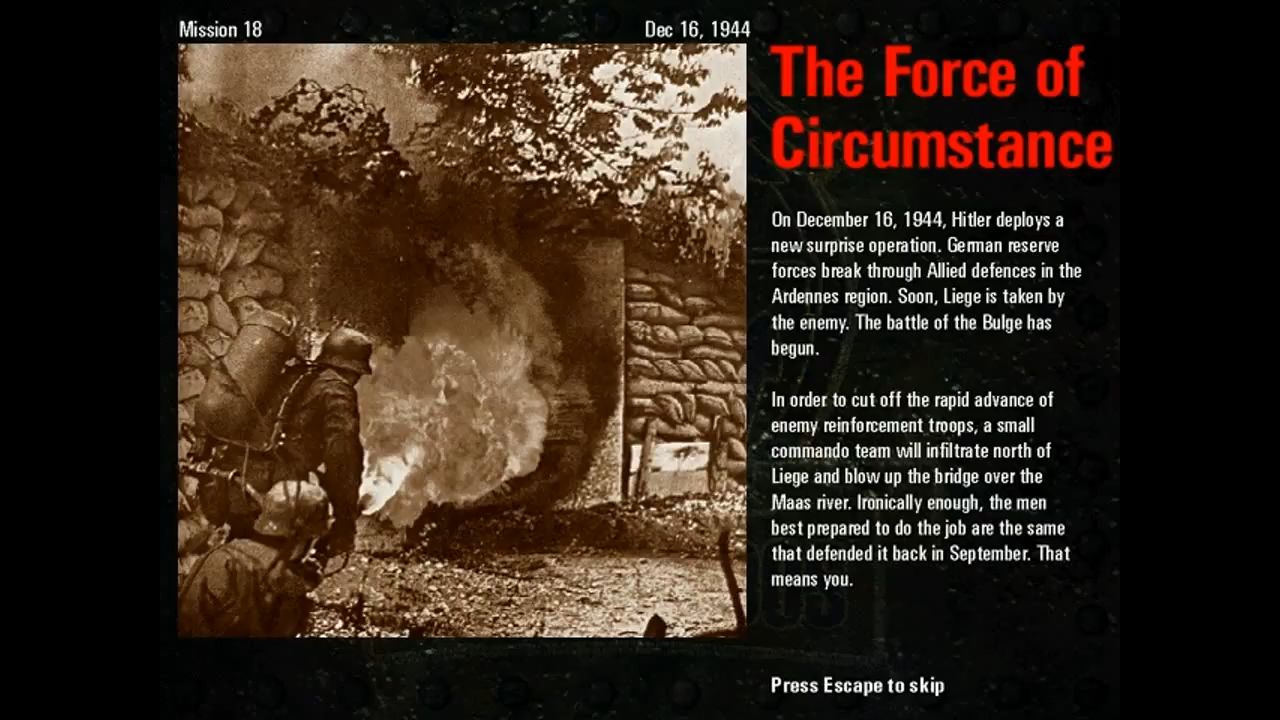 Mission 18
Dec 16, 1944
The Force of
Circumstance
On December 16, 1944, Hitler deploys a
new surprise operation. German reserve
forces break through Allied defences in the
Ardennes region. Soon, Liege is taken by
the enemy. The battle of the Bulge has
begun.
In order to cut off the rapid advance of
enemy reinforcement troops, a small
commando team will infiltrate north of
Liege and blow up the bridge over the
Maas river. Ironically enough, the men
best prepared to do the job are the same
that defended it back in September. That
means you.
Press Escape to skip